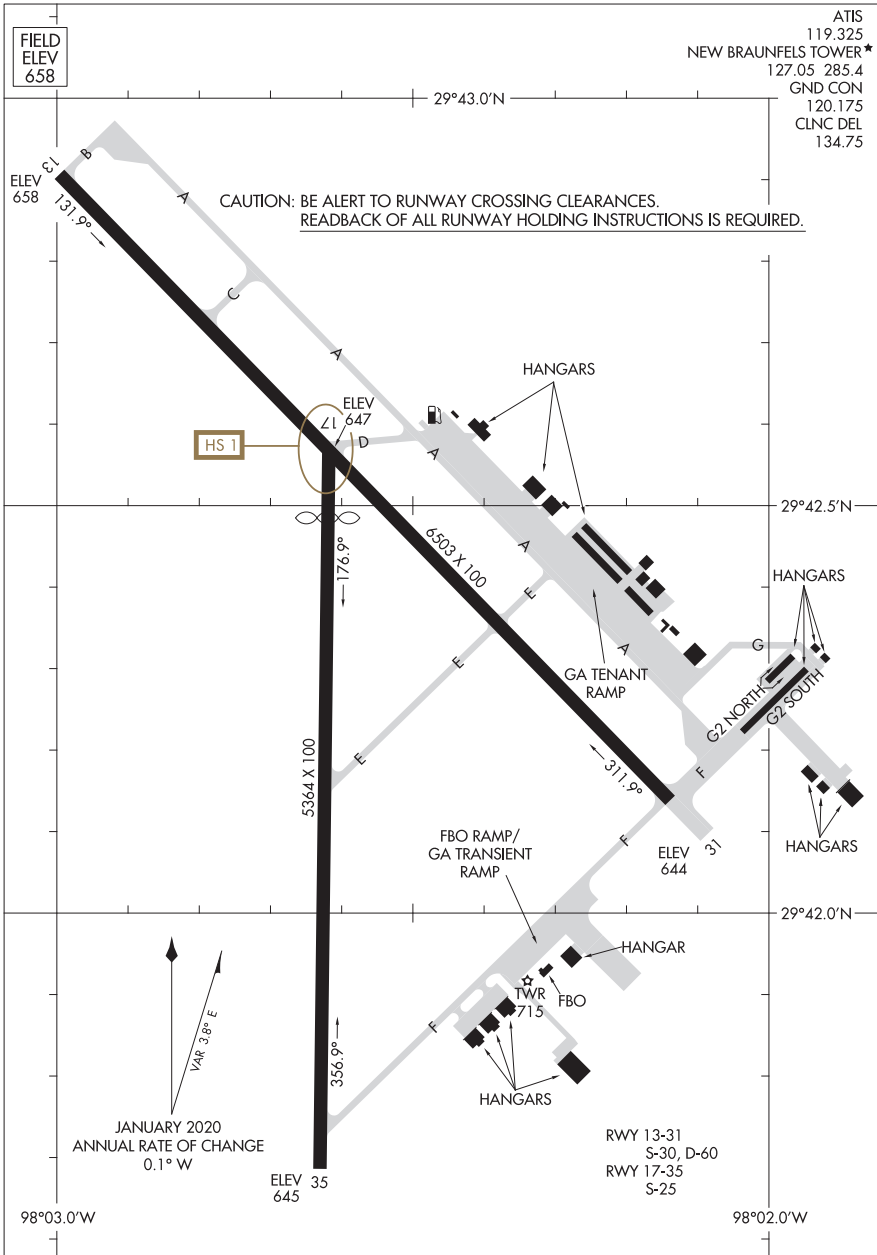 FIELD
ELEV
658
ATIS
119.325
NEW BRAUNFELS TOWER
127.05 285.4
GND CON
120.175
CLNC DEL
134.75
29°43.0'N
13
B
ELEV
658
131.9°
A
CAUTION: BE ALERT TO RUNWAY CROSSING CLEARANCES.
READBACK OF ALL RUNWAY HOLDING INSTRUCTIONS IS REQUIRED.
C
A
HANGARS
ELEV
647
17
HS 1
D
A
29°42.5'N
6503 X 100
176.9°
A
E
HANGARS
E
A
G
GA TENANT
RAMP
G2 NORTH
G2 SOUTH
E
5364 X 100
311.9°
F
F
FBO RAMP/
GA TRANSIENT
RAMP
ELEV
644
31
HANGARS
29°42.0'N
HANGAR
TWR
715
FBO
F
VAR 3.8° E
356.9°
HANGARS
JANUARY 2020
ANNUAL RATE OF CHANGE
0.1° W
RWY 13-31
S-30, D-60
RWY 17-35
S-25
ELEV
645
35
98°03.0'W
98°02.0'W